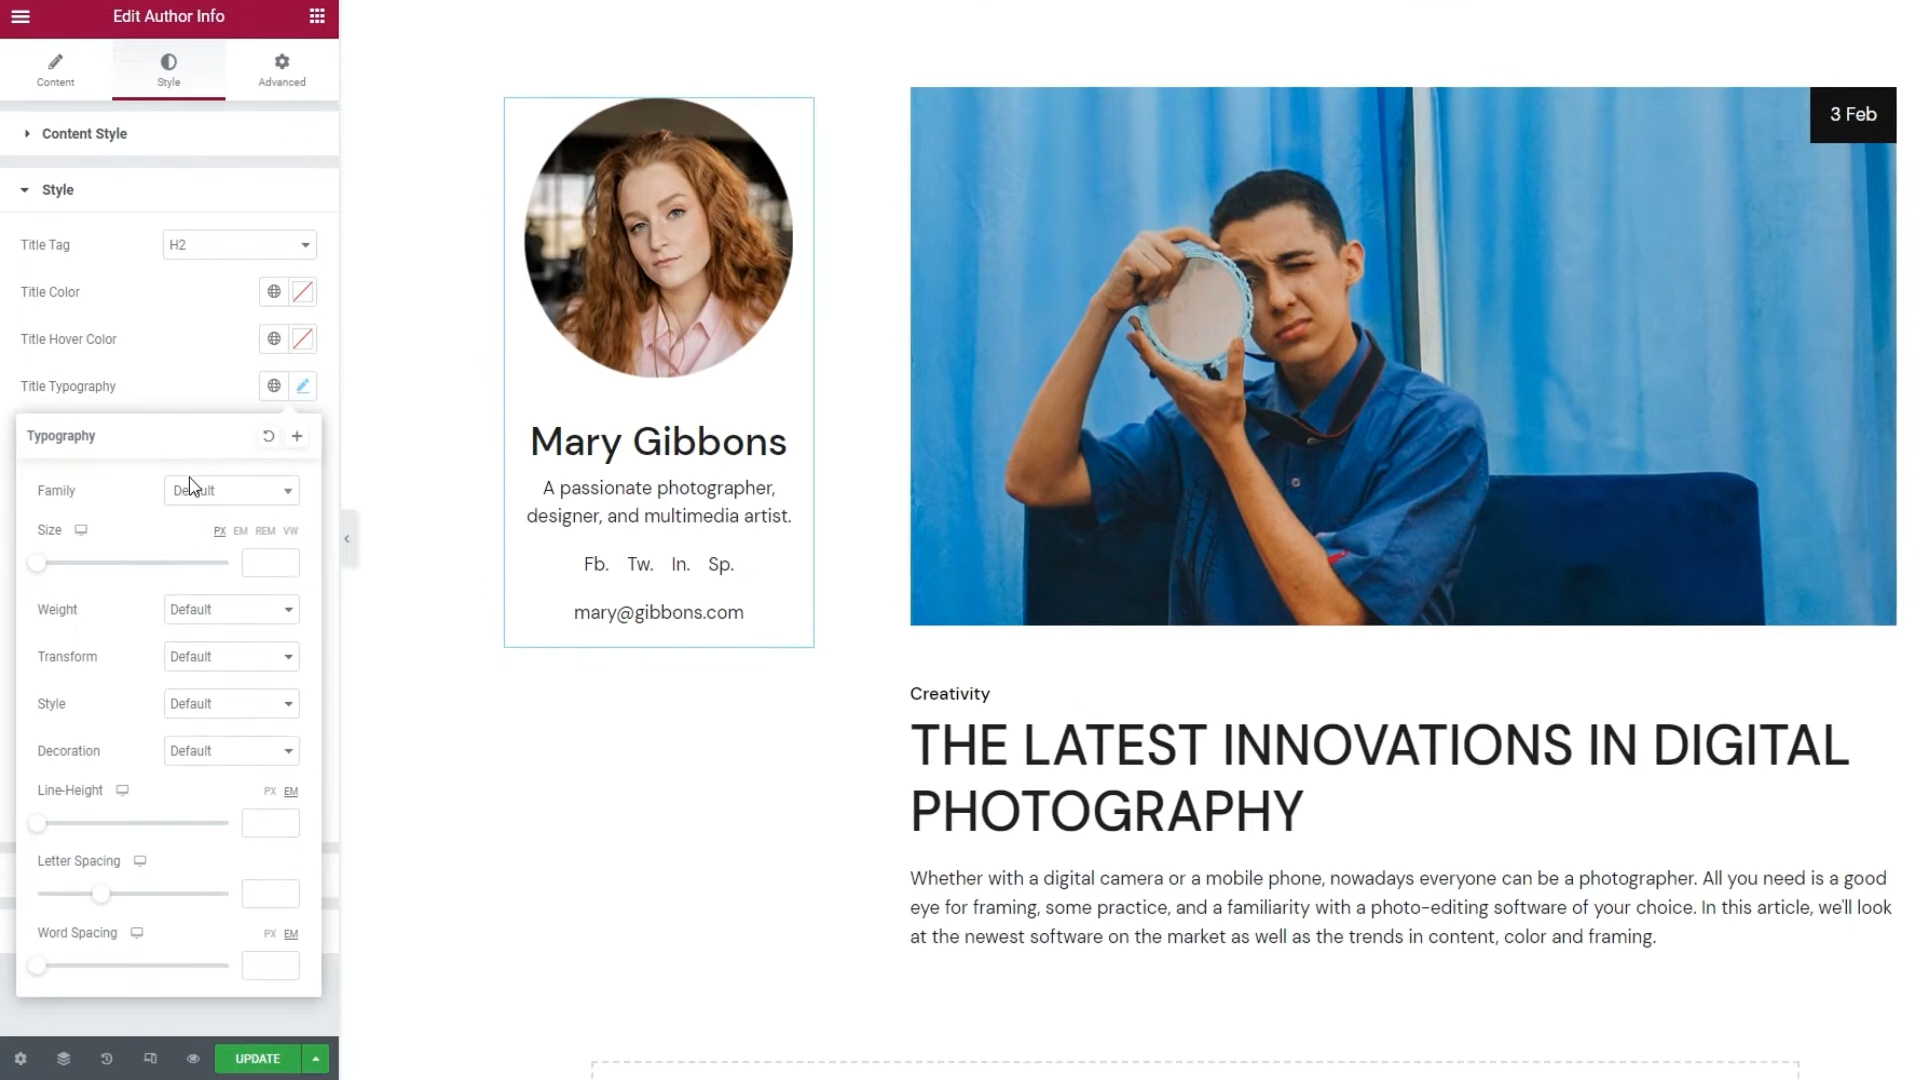 Edit Author Info
Content
Style
Advanced
Content Style
Style
Title Tag
H2
Title Color
Title Hover Color
Title Typography
Typography
Family
Size
PX EM REM VW
Weight
Default
Transform
Default
Style
Default
Decoration
Default
Line-Height
PX EM
Letter Spacing
Word Spacing
PX EM
UPDATE
Mary Gibbons
A passionate photographer,
designer, and multimedia artist.
Fb. Tw. In. Sp.
mary@gibbons.com
3 Feb
Creativity
THE LATEST INNOVATIONS IN DIGITAL
PHOTOGRAPHY
Whether with a digital camera or a mobile phone, nowadays everyone can be a photographer. All you need is a good
eye for framing, some practice, and a familiarity with a photo-editing software of your choice. In this article, we'll look
at the newest software on the market as well as the trends in content, color and framing.